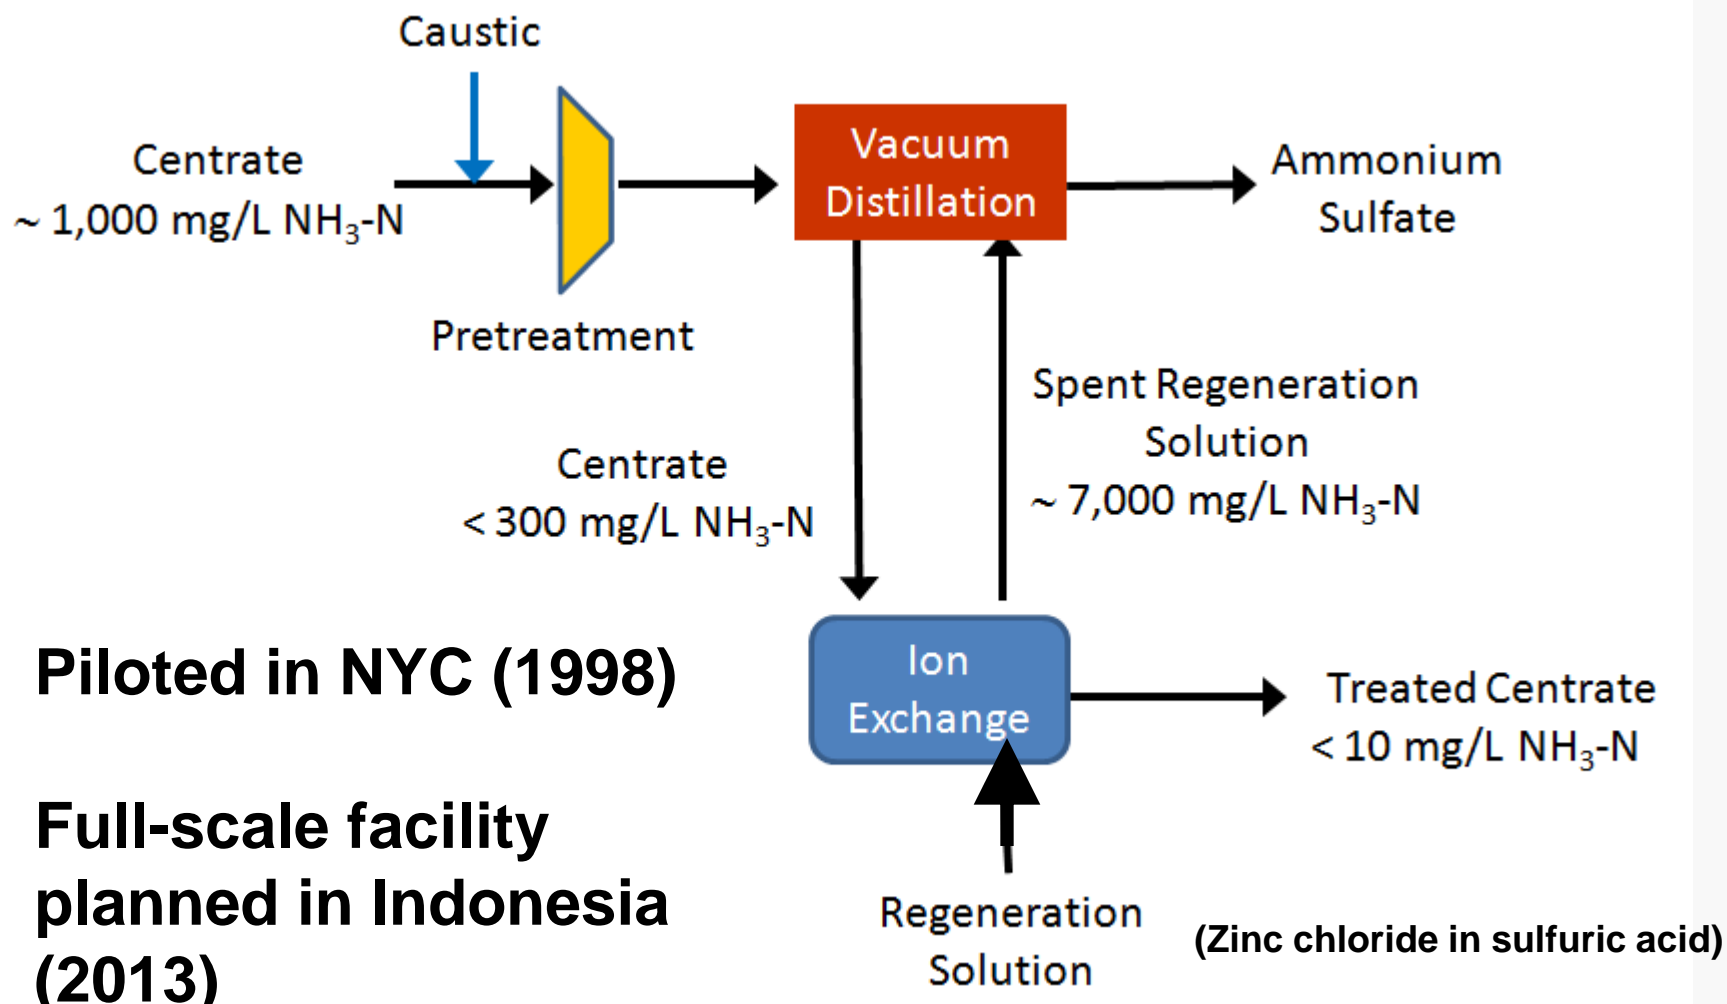 Caustic
Centrate
~ 1,000 mg/L NH₃-N
Pretreatment
Vacuum
Distillation
Ammonium
Sulfate
Centrate
< 300 mg/L NH₃-N
Spent Regeneration
Solution
~ 7,000 mg/L NH₃-N
Ion
Exchange
Treated Centrate
< 10 mg/L NH₃-N
Regeneration
Solution
(Zinc chloride in sulfuric acid)
Piloted in NYC (1998)
Full-scale facility
planned in Indonesia
(2013)